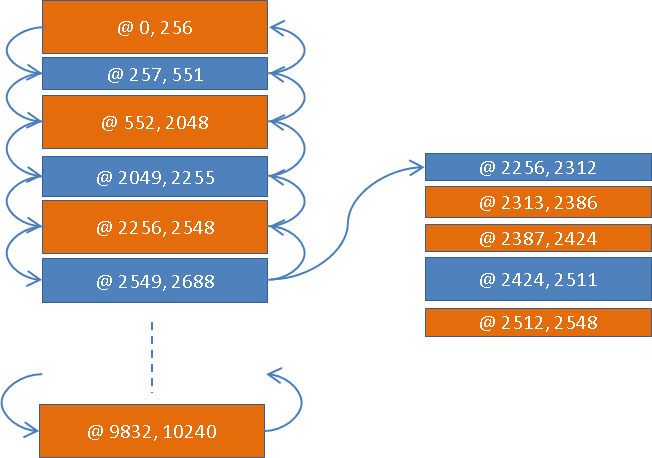 @ 0, 256
@ 257, 551
@ 552, 2048
@ 2049, 2255
@ 2256, 2548
@ 2549, 2688
@ 9832, 10240
@ 2256, 2312
@ 2313, 2386
@ 2387, 2424
@ 2424, 2511
@ 2512, 2548